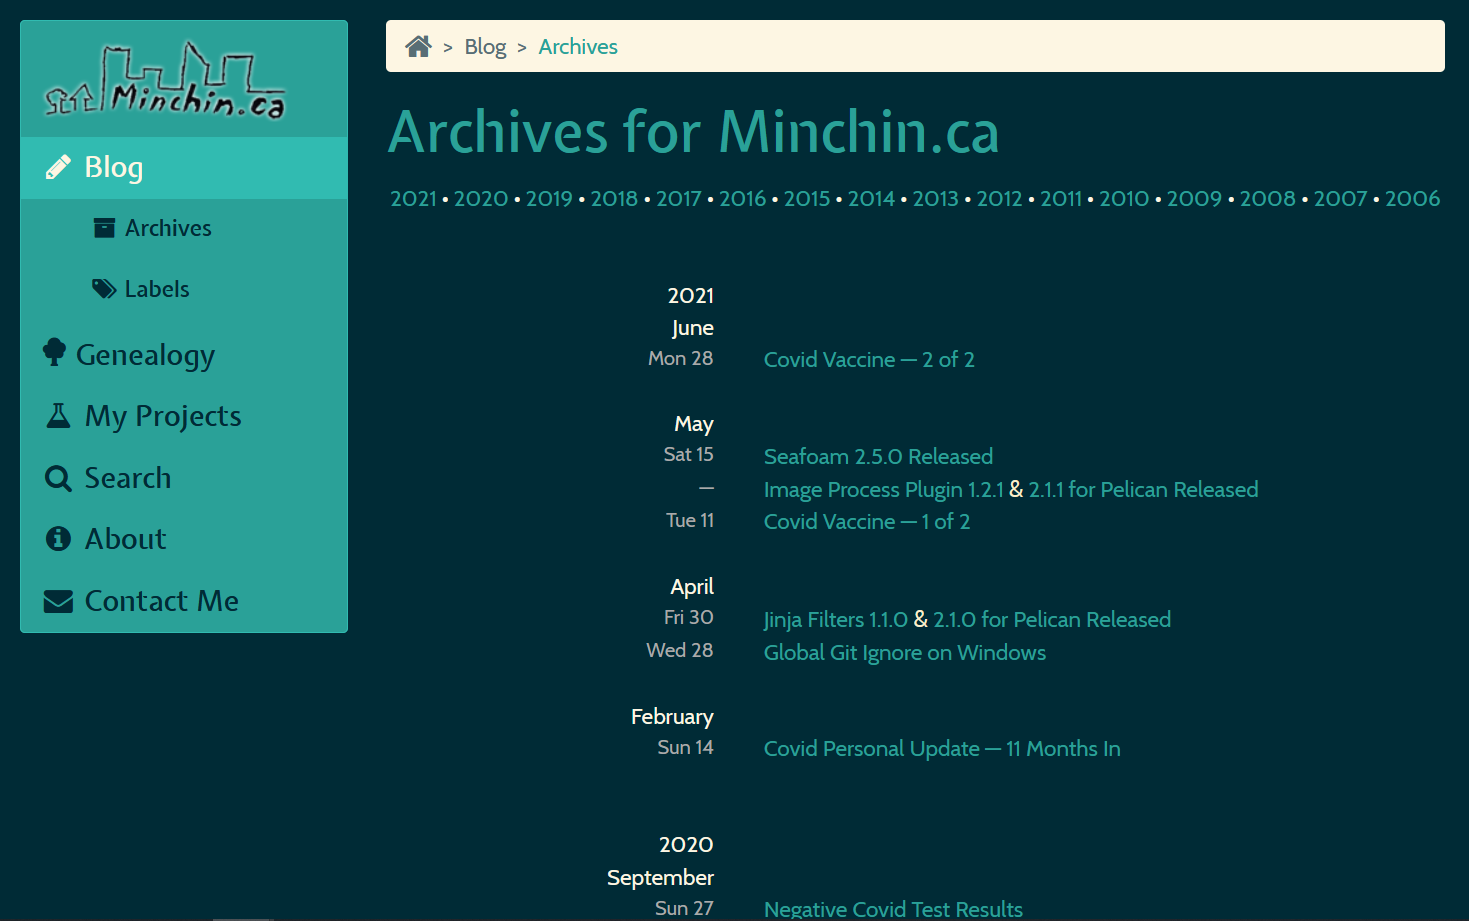 Minchin.ca
Blog
Archives
Labels
Genealogy
My Projects
Search
About
Contact Me
> Blog > Archives
Archives for Minchin.ca
2021 • 2020 • 2019 • 2018 • 2017 • 2016 • 2015 • 2014 • 2013 • 2012 • 2011 • 2010 • 2009 • 2008 • 2007 • 2006
2021
June
Mon 28 Covid Vaccine — 2 of 2
May
Sat 15 Seafoam 2.5.0 Released
— Image Process Plugin 1.2.1 & 2.1.1 for Pelican Released
Tue 11 Covid Vaccine — 1 of 2
April
Fri 30 Jinja Filters 1.1.0 & 2.1.0 for Pelican Released
Wed 28 Global Git Ignore on Windows
February
Sun 14 Covid Personal Update — 11 Months In
2020
September
Sun 27 Negative Covid Test Results